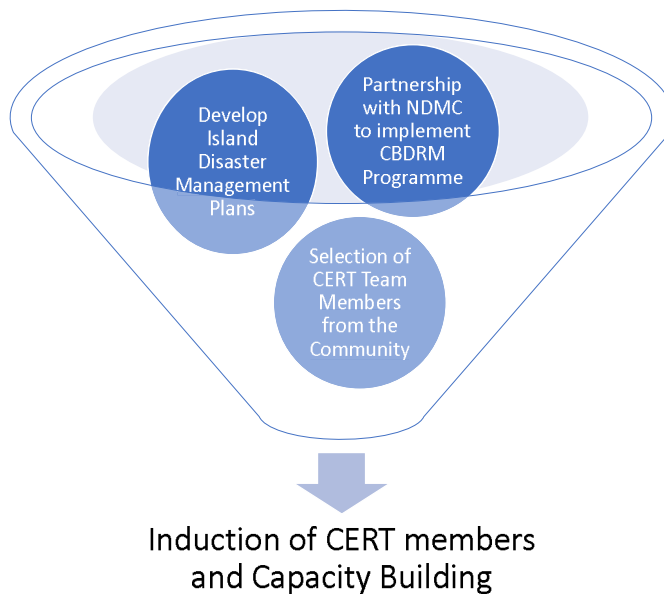 Develop
Island
Disaster
Management
Plans
Partnership
with NDMC
to implement
CBDRM
Programme
Selection of
CERT Team
Members
from the
Community
Induction of CERT members
and Capacity Building